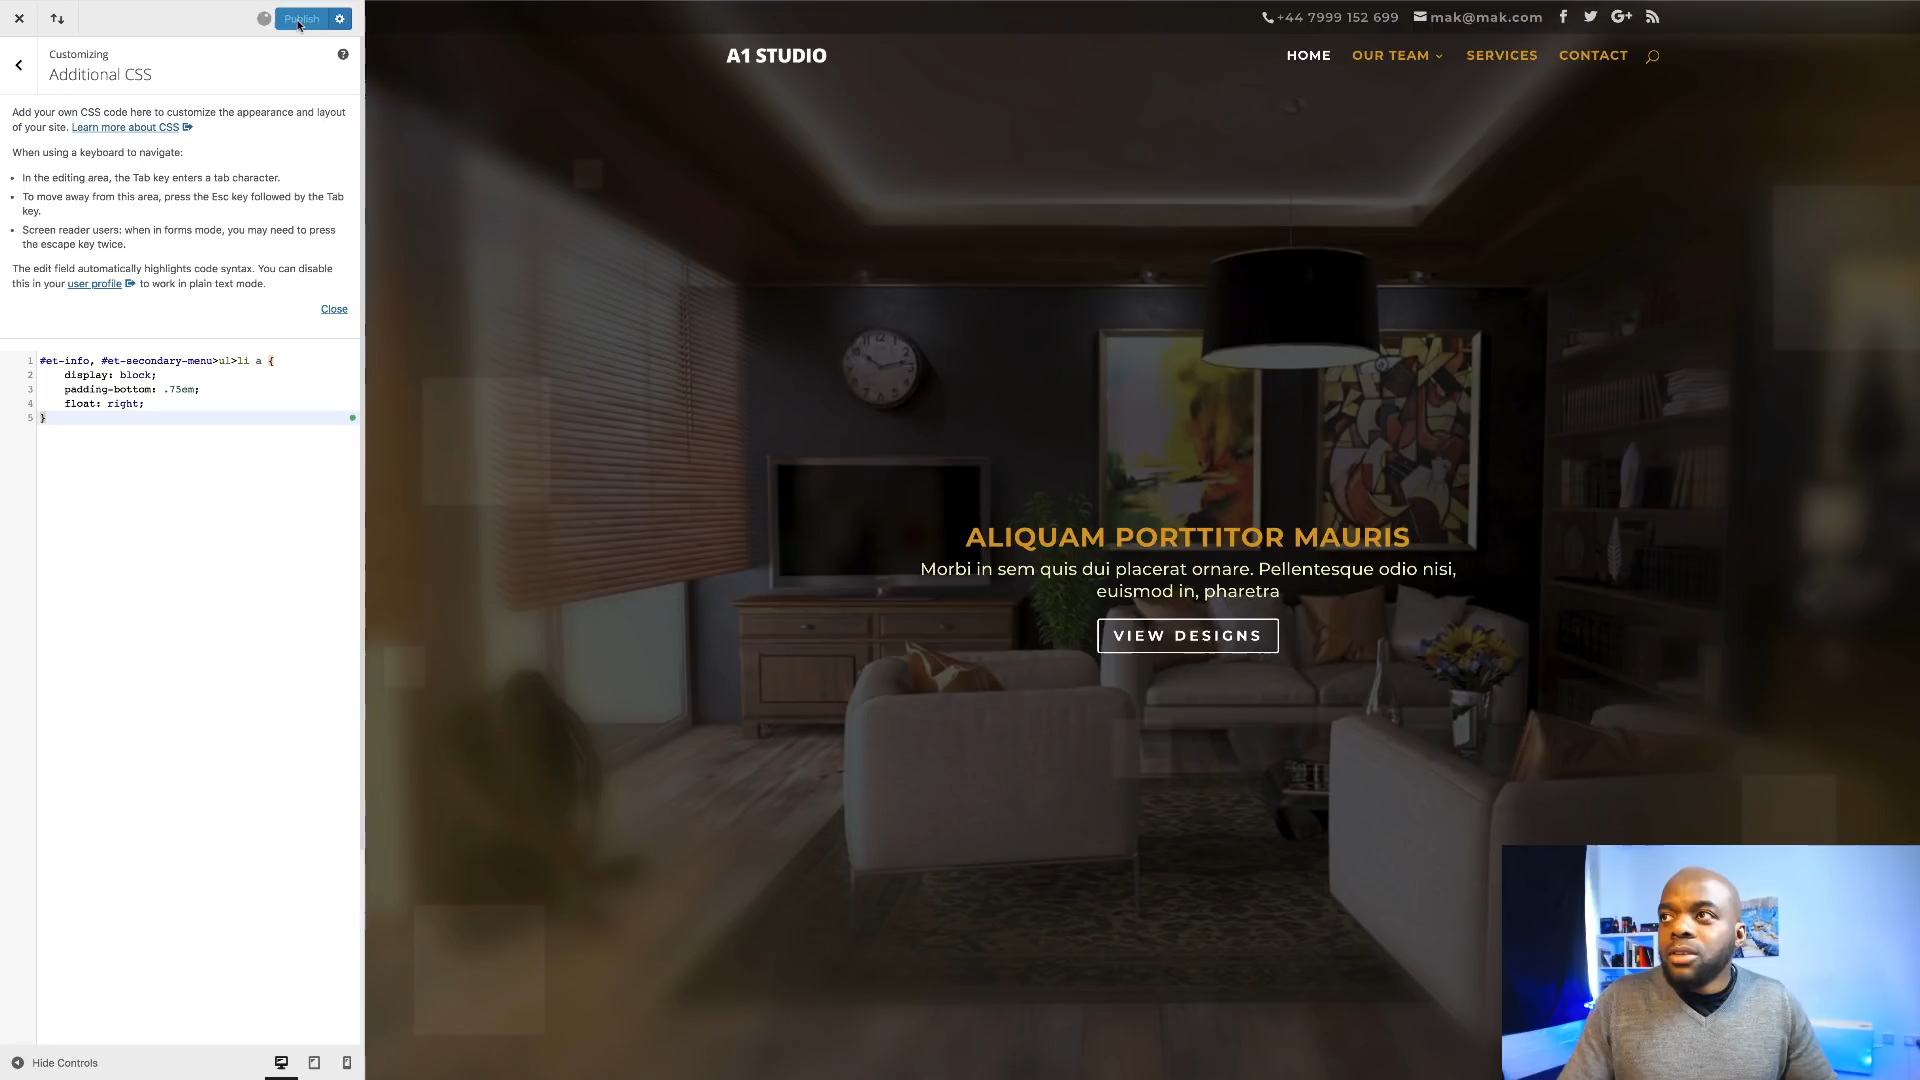 Publish
Customizing
Additional CSS
Add your own CSS code here to customize the appearance and layout
of your site. Learn more about CSS
When using a keyboard to navigate:
In the editing area, the Tab key enters a tab character.
To move away from this area, press the Esc key followed by the Tab
key.
Screen reader users: when in forms mode, you may need to press
the escape key twice.
The edit field automatically highlights code syntax. You can disable
this in your user profile to work in plain text mode.
Close
1 #et-info, #et-secondary-menu>ul>li a {
2 display: block;
3 padding-bottom: .75em;
4 float: right;
5 }
Hide Controls
+44 7999 152 699 mak@mak.com
A1 STUDIO HOME OUR TEAM SERVICES CONTACT
ALIQUAM PORTTITOR MAURIS
Morbi in sem quis dui placerat ornare. Pellentesque odio nisi,
euismod in, pharetra
VIEW DESIGNS